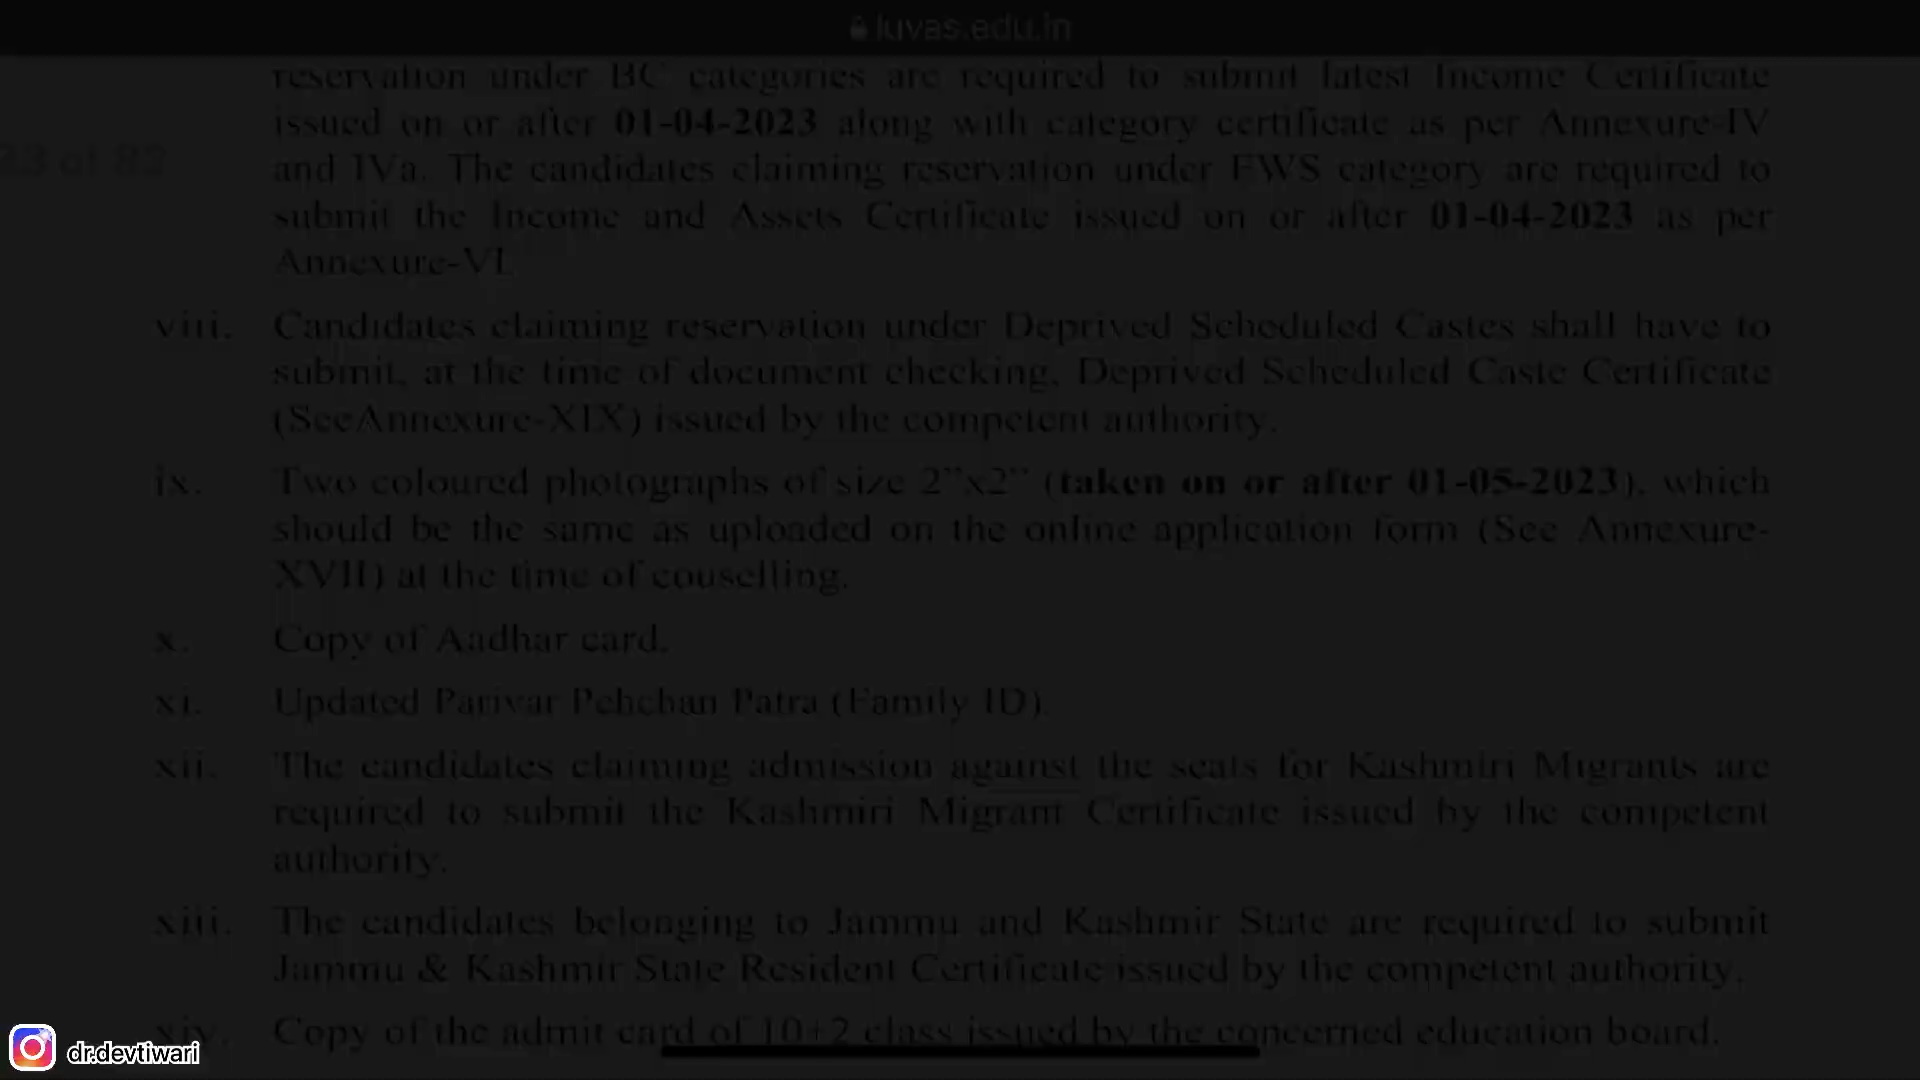 luvas.edu.in
reservation under BC categories are required to submit latest Income Certificate
issued on or after 01-04-2023 along with category certificate as per Annexure-IV
23 of 82
and IVa. The candidates claiming reservation under EWS category are required to
submit the Income and Assets Certificate issued on or after 01-04-2023 as per
Annexure-VI.
viii. Candidates claiming reservation under Deprived Scheduled Castes shall have to
submit, at the time of document checking, Deprived Scheduled Caste Certificate
(SeeAnnexure-XIX) issued by the competent authority.
ix. Two coloured photographs of size 2”x2” (taken on or after 01-05-2023), which
should be the same as uploaded on the online application form (See Annexure-
XVII) at the time of couselling.
x. Copy of Aadhar card.
xi. Updated Parivar Pehchan Patra (Family ID).
xii. The candidates claiming admission against the seats for Kashmiri Migrants are
required to submit the Kashmiri Migrant Certificate issued by the competent
authority.
xiii. The candidates belonging to Jammu and Kashmir State are required to submit
Jammu & Kashmir State Resident Certificate issued by the competent authority.
xiv. Copy of the admit card of 10+2 class issued by the concerned education board.
dr.devtiwari